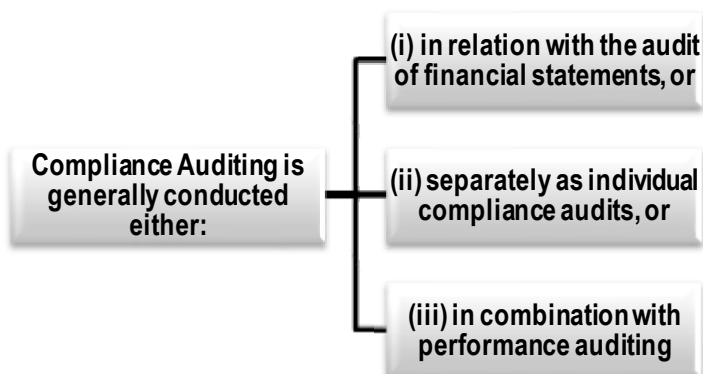 Compliance Auditing is
generally conducted
either:
(i) in relation with the audit
of financial statements, or
(ii) separately as individual
compliance audits, or
(iii) in combination with
performance auditing